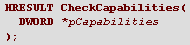 HRESULT CheckCapabilities(
DWORD *pCapabilities
);